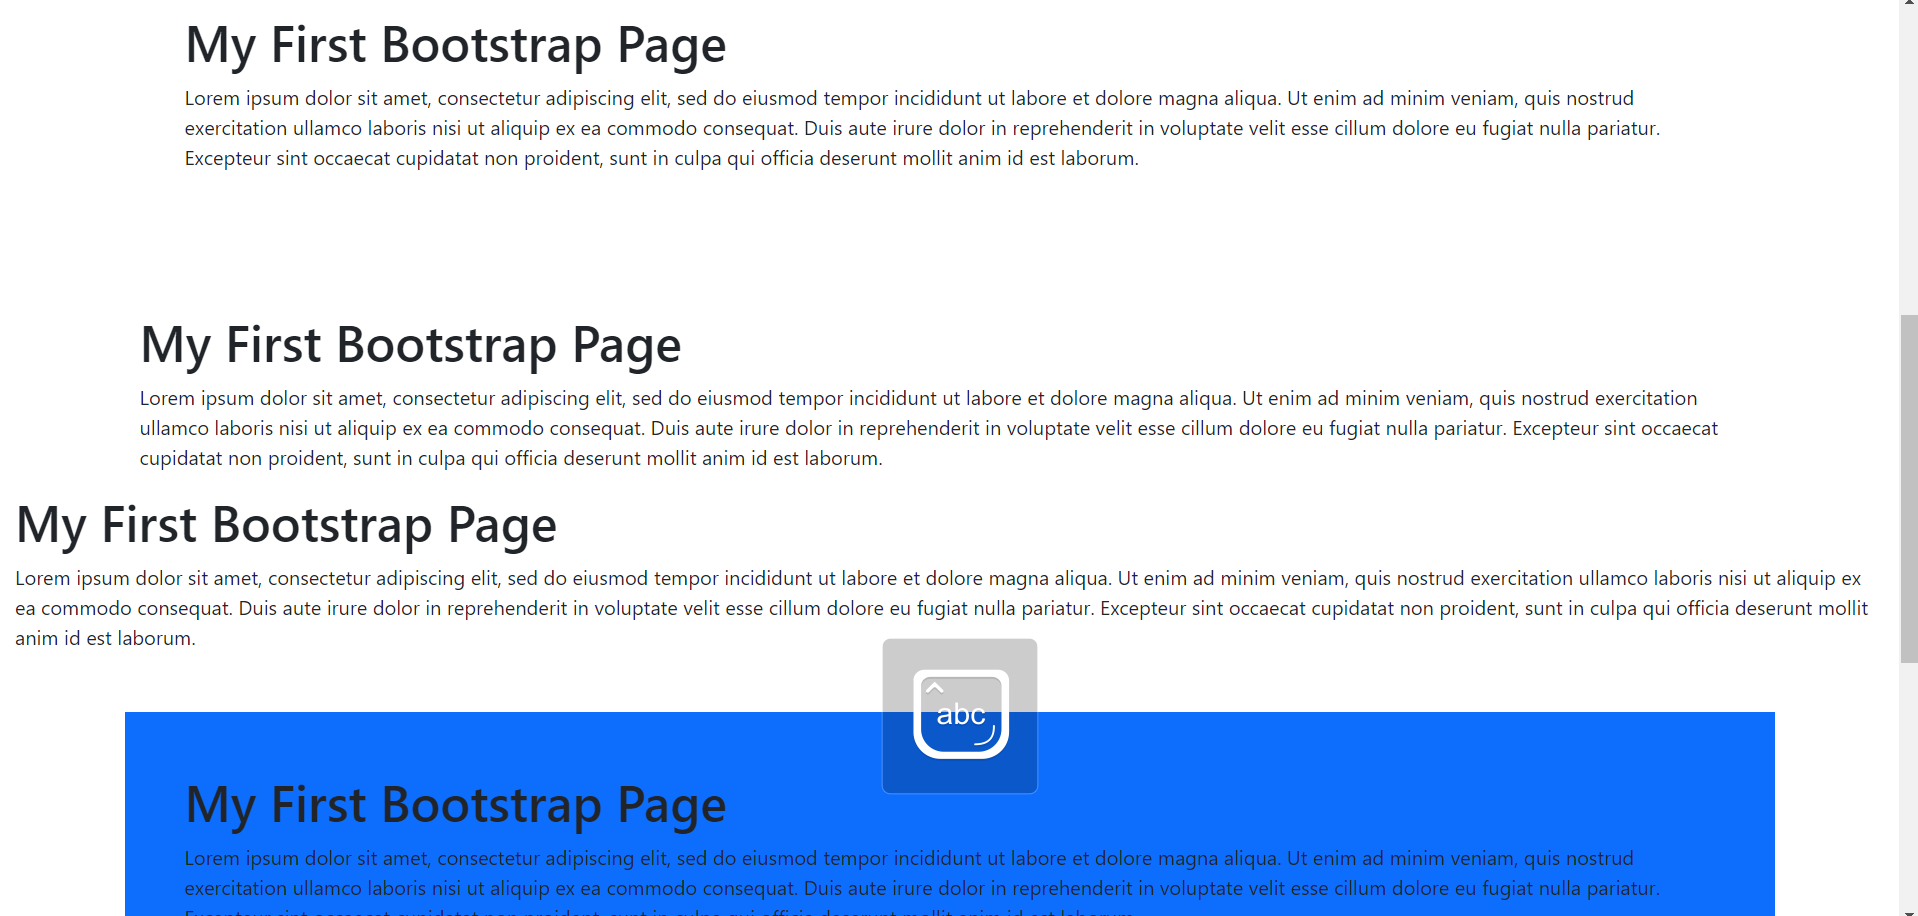 My First Bootstrap Page
Lorem ipsum dolor sit amet, consectetur adipiscing elit, sed do eiusmod tempor incididunt ut labore et dolore magna aliqua. Ut enim ad minim veniam, quis nostrud
exercitation ullamco laboris nisi ut aliquip ex ea commodo consequat. Duis aute irure dolor in reprehenderit in voluptate velit esse cillum dolore eu fugiat nulla pariatur.
Excepteur sint occaecat cupidatat non proident, sunt in culpa qui officia deserunt mollit anim id est laborum.
My First Bootstrap Page
Lorem ipsum dolor sit amet, consectetur adipiscing elit, sed do eiusmod tempor incididunt ut labore et dolore magna aliqua. Ut enim ad minim veniam, quis nostrud exercitation
ullamco laboris nisi ut aliquip ex ea commodo consequat. Duis aute irure dolor in reprehenderit in voluptate velit esse cillum dolore eu fugiat nulla pariatur. Excepteur sint occaecat
cupidatat non proident, sunt in culpa qui officia deserunt mollit anim id est laborum.
My First Bootstrap Page
Lorem ipsum dolor sit amet, consectetur adipiscing elit, sed do eiusmod tempor incididunt ut labore et dolore magna aliqua. Ut enim ad minim veniam, quis nostrud exercitation ullamco laboris nisi ut aliquip ex
ea commodo consequat. Duis aute irure dolor in reprehenderit in voluptate velit esse cillum dolore eu fugiat nulla pariatur. Excepteur sint occaecat cupidatat non proident, sunt in culpa qui officia deserunt mollit
anim id est laborum.
abc
My First Bootstrap Page
Lorem ipsum dolor sit amet, consectetur adipiscing elit, sed do eiusmod tempor incididunt ut labore et dolore magna aliqua. Ut enim ad minim veniam, quis nostrud
exercitation ullamco laboris nisi ut aliquip ex ea commodo consequat. Duis aute irure dolor in reprehenderit in voluptate velit esse cillum dolore eu fugiat nulla pariatur.